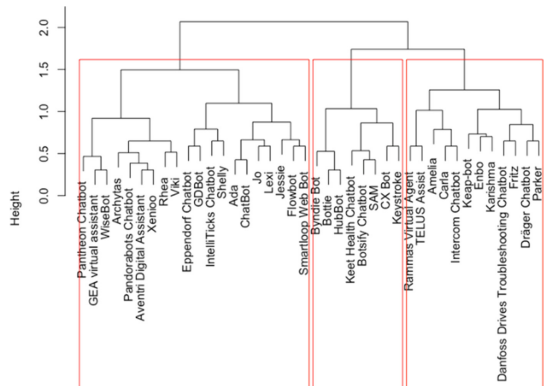 Height
2.0
1.5
1.0
0.5
0.0
Pantheon Chatbot
GEA virtual assistant
WiseBot
Archytas
Pandorabots Chatbot
Aventri Digital Assistant
Xenioo
Rhea
Viki
Eppendorf Chatbot
GDBot
IntelliTicks Chatbot
Shelly
Ada
ChatBot
Jo
Lexi
Jessie
Flowbot
Smartloop Web Bot
Byndle Bot
Bottie
HubBot
Keet Health Chatbot
Botsify Chatbot
SAM
CX Bot
Keystroke
Rammas Virtual Agent
TELUS Assist
Amelia
Carla
Intercom Chatbot
Keap-bot
Inbo
Karishma
Danfoss Drives Troubleshooting Chatbot
Fritz
Dräger Chatbot
Parker